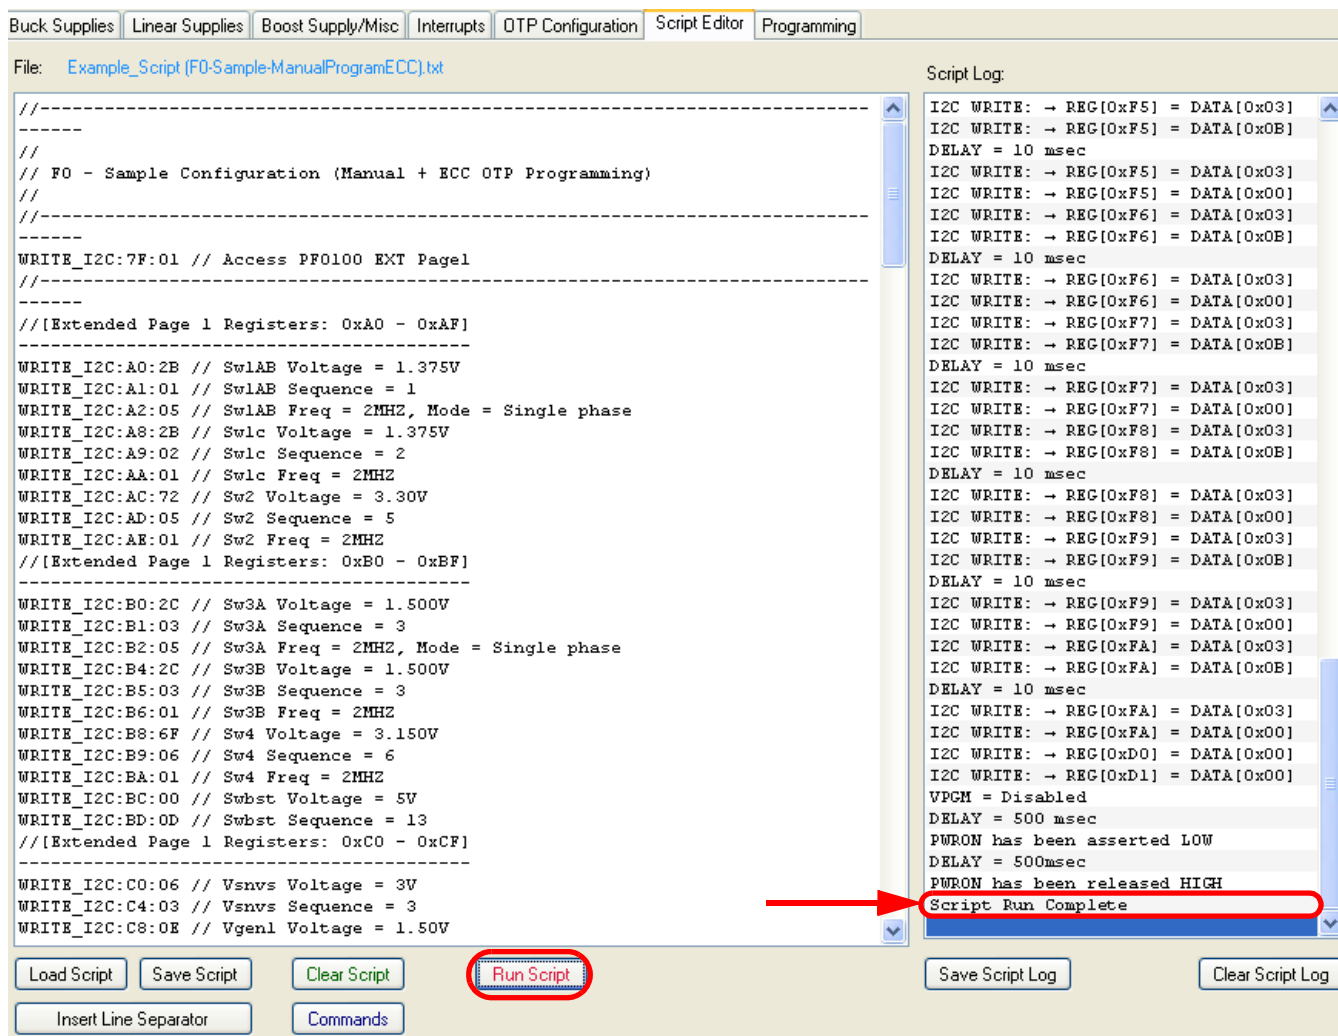 Buck Supplies Linear Supplies Boost Supply/Misc Interrupts OTP Configuration Script Editor Programming
File: Example_Script (F0-Sample-ManualProgramECC).txt
//-----------------------------------------------------------------------------
------
//
// F0 - Sample Configuration (Manual + ECC OTP Programming)
//
//-----------------------------------------------------------------------------
------
WRITE_I2C:7F:01 // Access PF0100 EXT Page1
//-----------------------------------------------------------------------------
------
//[Extended Page 1 Registers: 0xA0 - 0xAF]
------------------------------------------
WRITE_I2C:A0:2B // Sw1AB Voltage = 1.375V
WRITE_I2C:A1:01 // Sw1AB Sequence = 1
WRITE_I2C:A2:05 // Sw1AB Freq = 2MHZ, Mode = Single phase
WRITE_I2C:A8:2B // Sw1c Voltage = 1.375V
WRITE_I2C:A9:02 // Sw1c Sequence = 2
WRITE_I2C:AA:01 // Sw1c Freq = 2MHZ
WRITE_I2C:AC:72 // Sw2 Voltage = 3.30V
WRITE_I2C:AD:05 // Sw2 Sequence = 5
WRITE_I2C:AE:01 // Sw2 Freq = 2MHZ
//[Extended Page 1 Registers: 0xB0 - 0xBF]
------------------------------------------
WRITE_I2C:B0:2C // Sw3A Voltage = 1.500V
WRITE_I2C:B1:03 // Sw3A Sequence = 3
WRITE_I2C:B2:05 // Sw3A Freq = 2MHZ, Mode = Single phase
WRITE_I2C:B4:2C // Sw3B Voltage = 1.500V
WRITE_I2C:B5:03 // Sw3B Sequence = 3
WRITE_I2C:B6:01 // Sw3B Freq = 2MHZ
WRITE_I2C:B8:6F // Sw4 Voltage = 3.150V
WRITE_I2C:B9:06 // Sw4 Sequence = 6
WRITE_I2C:BA:01 // Sw4 Freq = 2MHZ
WRITE_I2C:BC:00 // Swbst Voltage = 5V
WRITE_I2C:BD:0D // Swbst Sequence = 13
//[Extended Page 1 Registers: 0xC0 - 0xCF]
------------------------------------------
WRITE_I2C:C0:06 // Vsnvs Voltage = 3V
WRITE_I2C:C4:03 // Vsnvs Sequence = 3
WRITE_I2C:C8:0E // Vgen1 Voltage = 1.50V
Script Log:
I2C WRITE: → REG[0xF5] = DATA[0x03]
I2C WRITE: → REG[0xF5] = DATA[0x0B]
DELAY = 10 msec
I2C WRITE: → REG[0xF5] = DATA[0x03]
I2C WRITE: → REG[0xF5] = DATA[0x00]
I2C WRITE: → REG[0xF6] = DATA[0x03]
I2C WRITE: → REG[0xF6] = DATA[0x0B]
DELAY = 10 msec
I2C WRITE: → REG[0xF6] = DATA[0x03]
I2C WRITE: → REG[0xF6] = DATA[0x00]
I2C WRITE: → REG[0xF7] = DATA[0x03]
I2C WRITE: → REG[0xF7] = DATA[0x0B]
DELAY = 10 msec
I2C WRITE: → REG[0xF7] = DATA[0x03]
I2C WRITE: → REG[0xF7] = DATA[0x00]
I2C WRITE: → REG[0xF8] = DATA[0x03]
I2C WRITE: → REG[0xF8] = DATA[0x0B]
DELAY = 10 msec
I2C WRITE: → REG[0xF8] = DATA[0x03]
I2C WRITE: → REG[0xF8] = DATA[0x00]
I2C WRITE: → REG[0xF9] = DATA[0x03]
I2C WRITE: → REG[0xF9] = DATA[0x0B]
DELAY = 10 msec
I2C WRITE: → REG[0xF9] = DATA[0x03]
I2C WRITE: → REG[0xF9] = DATA[0x00]
I2C WRITE: → REG[0xFA] = DATA[0x03]
I2C WRITE: → REG[0xFA] = DATA[0x0B]
DELAY = 10 msec
I2C WRITE: → REG[0xFA] = DATA[0x03]
I2C WRITE: → REG[0xFA] = DATA[0x00]
I2C WRITE: → REG[0xD0] = DATA[0x00]
I2C WRITE: → REG[0xD1] = DATA[0x00]
VPGM = Disabled
DELAY = 500 msec
PWRON has been asserted LOW
DELAY = 500msec
PWRON has been released HIGH
Script Run Complete
Load Script Save Script Clear Script Run Script Save Script Log Clear Script Log
Insert Line Separator Commands